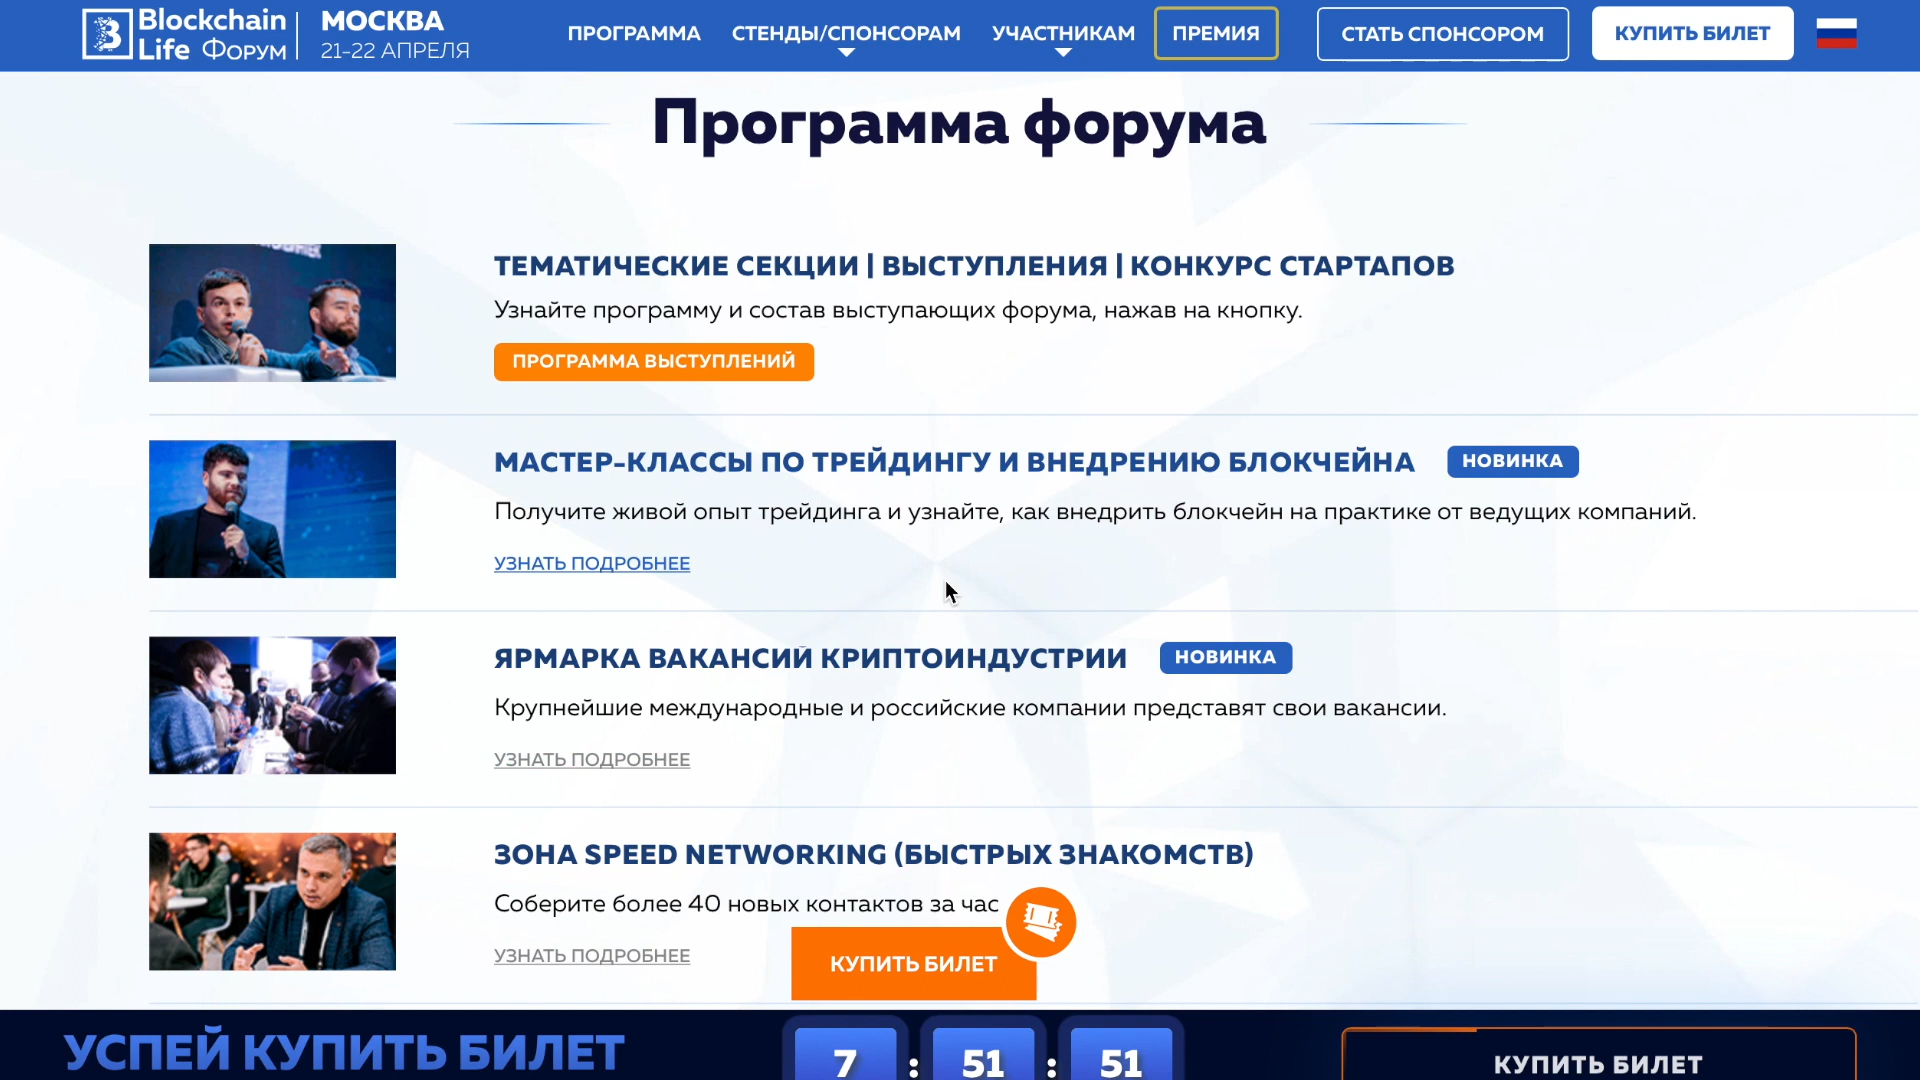 Blockchain
Life Форум
МОСКВА
21-22 АПРЕЛЯ
ПРОГРАММА
СТЕНДЫ/СПОНСОРАМ
УЧАСТНИКАМ
ПРЕМИЯ
СТАТЬ СПОНСОРОМ
КУПИТЬ БИЛЕТ
Программа форума
ТЕМАТИЧЕСКИЕ СЕКЦИИ | ВЫСТУПЛЕНИЯ | КОНКУРС СТАРТАПОВ
Узнайте программу и состав выступающих форума, нажав на кнопку.
ПРОГРАММА ВЫСТУПЛЕНИЙ
МАСТЕР-КЛАССЫ ПО ТРЕЙДИНГУ И ВНЕДРЕНИЮ БЛОКЧЕЙНА НОВИНКА
Получите живой опыт трейдинга и узнайте, как внедрить блокчейн на практике от ведущих компаний.
УЗНАТЬ ПОДРОБНЕЕ
ЯРМАРКА ВАКАНСИЙ КРИПТОИНДУСТРИИ НОВИНКА
Крупнейшие международные и российские компании представят свои вакансии.
УЗНАТЬ ПОДРОБНЕЕ
ЗОНА SPEED NETWORKING (БЫСТРЫХ ЗНАКОМСТВ)
Соберите более 40 новых контактов за час
УЗНАТЬ ПОДРОБНЕЕ
КУПИТЬ БИЛЕТ
УСПЕЙ КУПИТЬ БИЛЕТ
7 : 51 : 51
КУПИТЬ БИЛЕТ